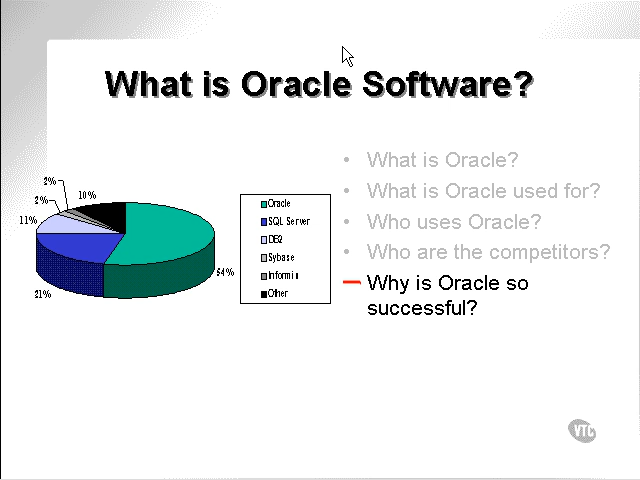 What is Oracle Software?
2%
2%
10%
11%
54%
21%
Oracle
SQL Server
DB2
Sybase
Informix
Other
• What is Oracle?
• What is Oracle used for?
• Who uses Oracle?
• Who are the competitors?
Why is Oracle so
successful?
VTC